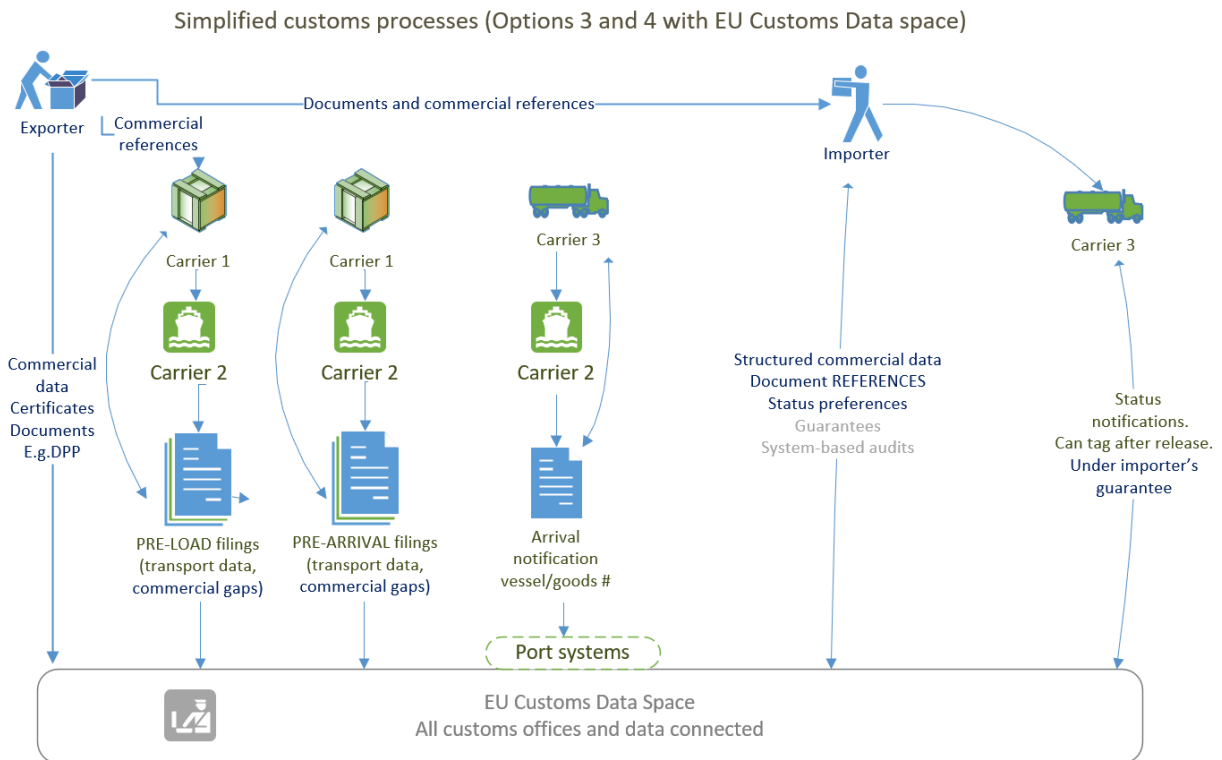 Simplified customs processes (Options 3 and 4 with EU Customs Data space)
Exporter
Documents and commercial references
Commercial
references
Importer
Carrier 1
Carrier 1
Carrier 3
Carrier 3
Carrier 2
Carrier 2
Carrier 2
Commercial
data
Certificates
Documents
E.g.DPP
Structured commercial data
Document REFERENCES
Status preferences
Guarantees
System-based audits
Status
notifications.
Can tag after release.
Under importer's
guarantee
PRE-LOAD filings
(transport data,
commercial gaps)
PRE-ARRIVAL filings
(transport data,
commercial gaps)
Arrival
notification
vessel/goods #
Port systems
EU Customs Data Space
All customs offices and data connected